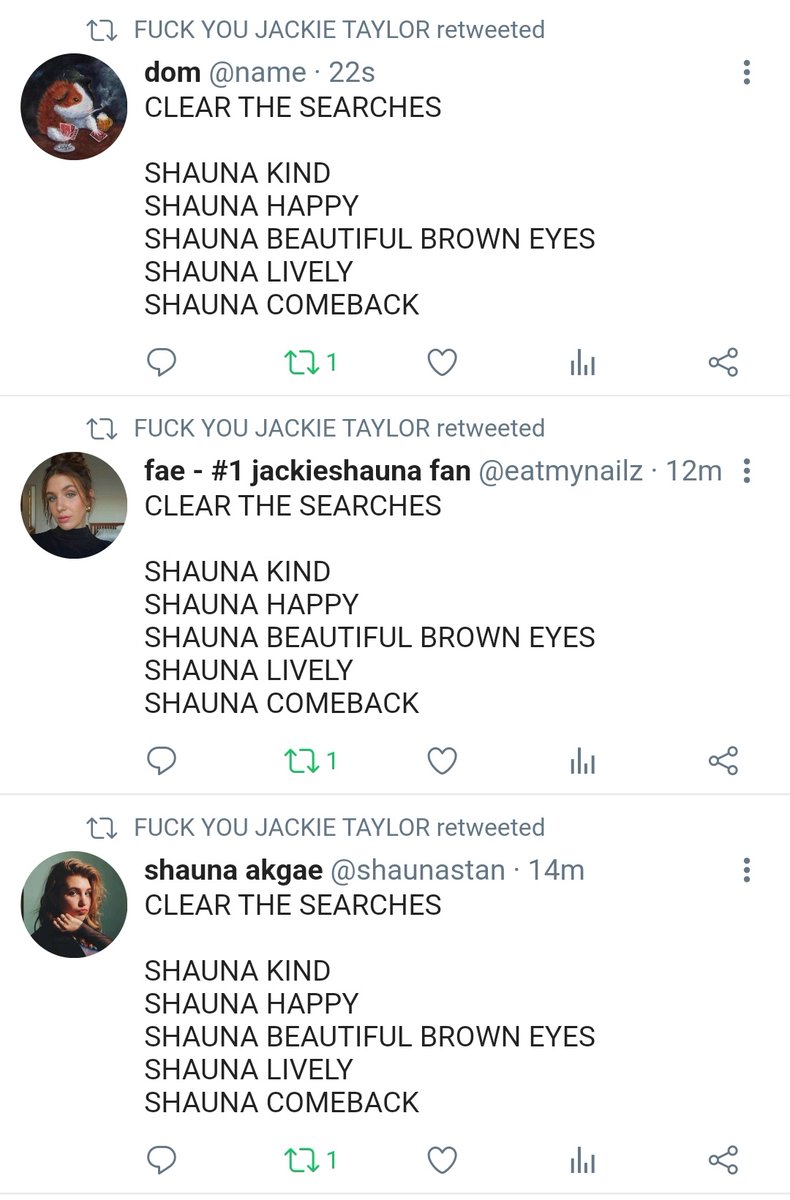 FUCK YOU JACKIE TAYLOR retweeted
dom @name · 22s
CLEAR THE SEARCHES
SHAUNA KIND
SHAUNA HAPPY
SHAUNA BEAUTIFUL BROWN EYES
SHAUNA LIVELY
SHAUNA COMEBACK
1
FUCK YOU JACKIE TAYLOR retweeted
fae - #1 jackieshauna fan @eatmynailz · 12m
CLEAR THE SEARCHES
SHAUNA KIND
SHAUNA HAPPY
SHAUNA BEAUTIFUL BROWN EYES
SHAUNA LIVELY
SHAUNA COMEBACK
1
FUCK YOU JACKIE TAYLOR retweeted
shauna akgae @shaunastan · 14m
CLEAR THE SEARCHES
SHAUNA KIND
SHAUNA HAPPY
SHAUNA BEAUTIFUL BROWN EYES
SHAUNA LIVELY
SHAUNA COMEBACK
1